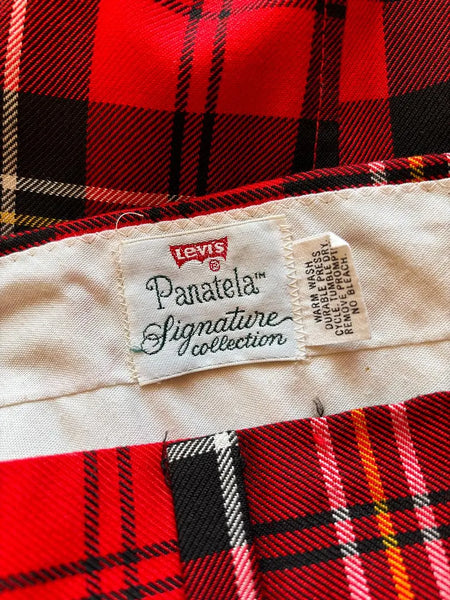 LEVI'S
®
Panatela™
Signature
collection
WARM WASH
DURABLE PRESS
CYCLE. TUMBLE DRY.
REMOVE PROMPTLY.
NO BLEACH.